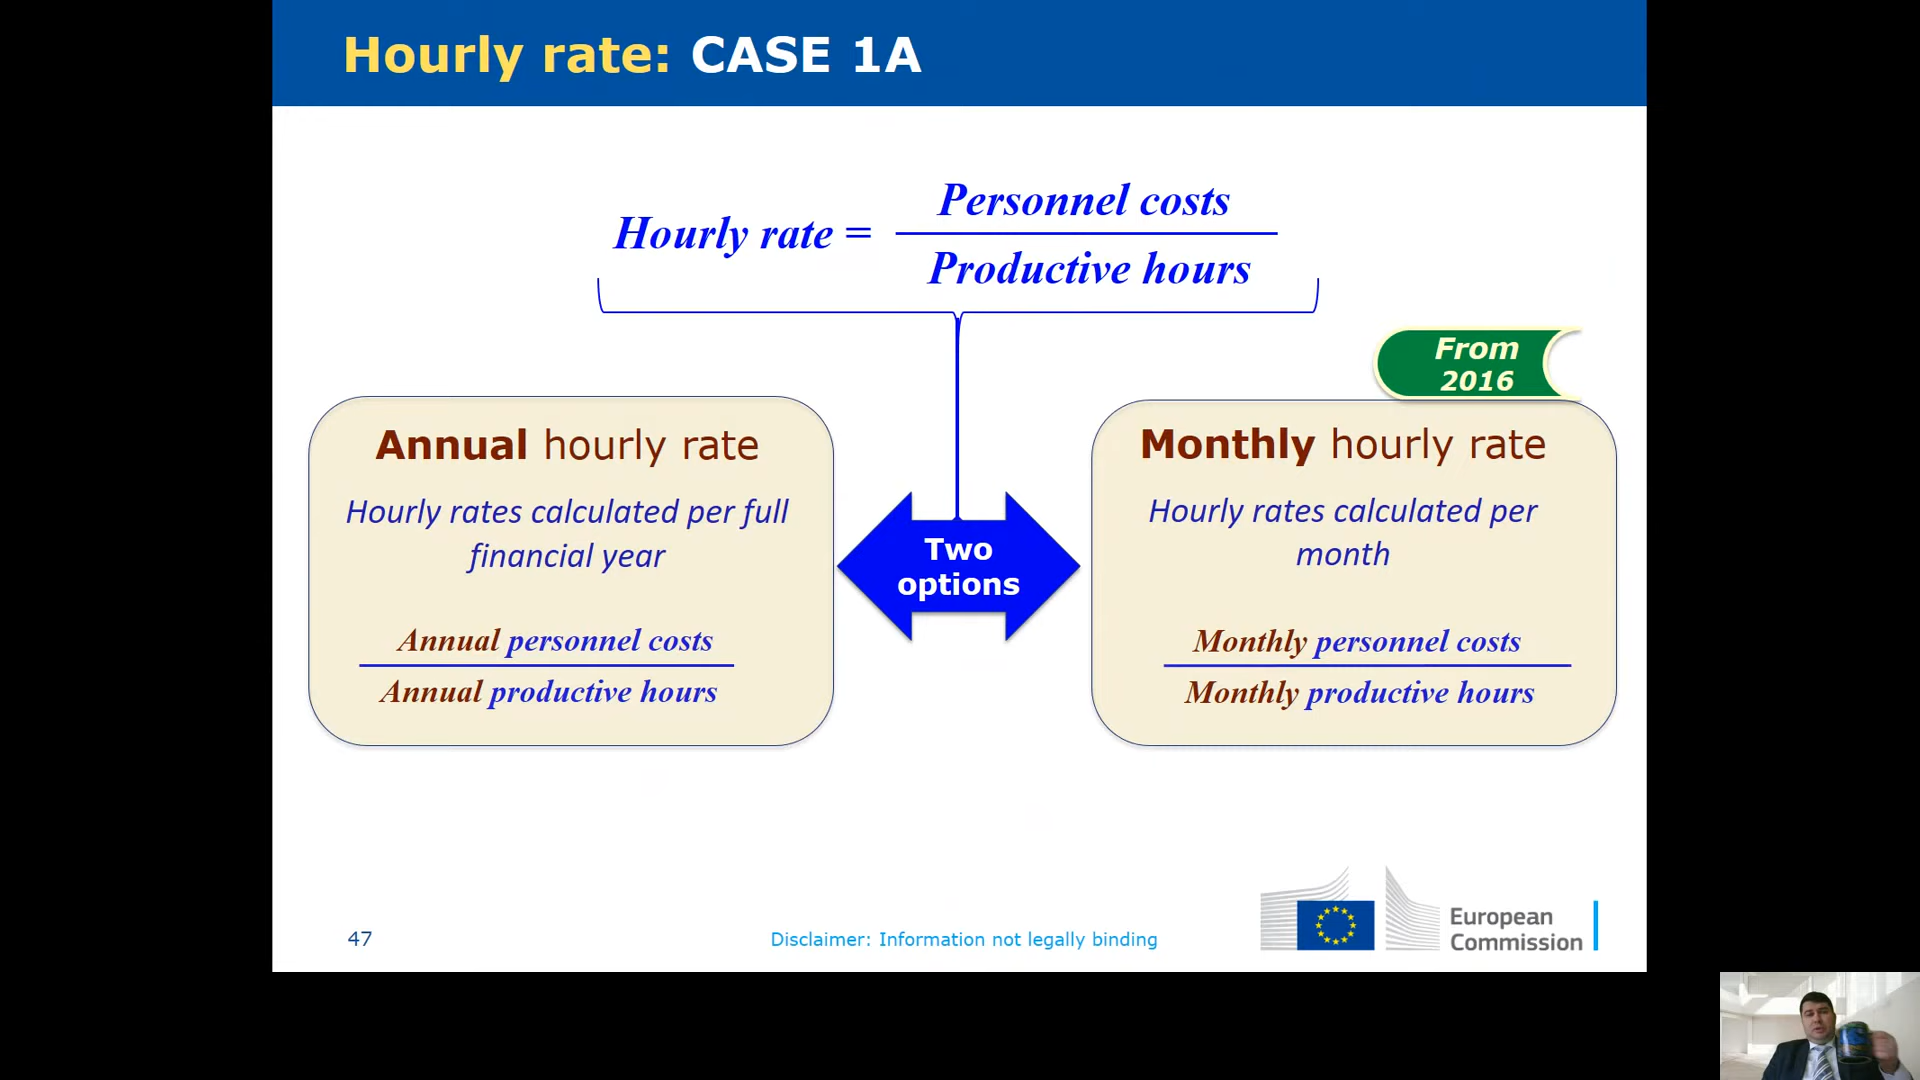 Hourly rate: CASE 1A
Hourly rate =
Personnel costs
Productive hours
From
2016
Annual hourly rate
Hourly rates calculated per full
financial year
Annual personnel costs
Annual productive hours
Two
options
Monthly hourly rate
Hourly rates calculated per
month
Monthly personnel costs
Monthly productive hours
47
Disclaimer: Information not legally binding
European
Commission